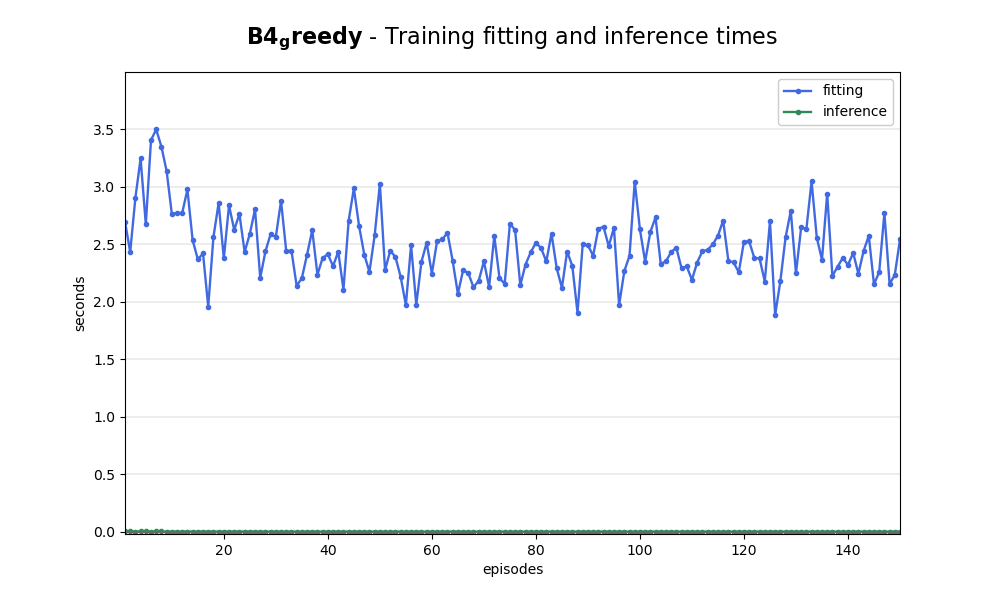 B4greedy - Training fitting and inference times
fitting
inference
3.5
3.0
2.5
2.0
1.5
1.0
0.5
0.0
seconds
20 40 60 80 100 120 140
episodes